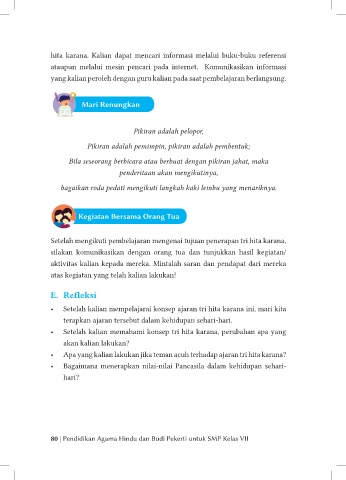 hita karana. Kalian dapat mencari informasi melalui buku-buku referensi
ataupun melalui mesin pencari pada internet. Komunikasikan informasi
yang kalian peroleh dengan guru kalian pada saat pembelajaran berlangsung.
Mari Renungkan
Pikiran adalah pelopor,
Pikiran adalah pemimpin, pikiran adalah pembentuk;
Bila seseorang berbicara atau berbuat dengan pikiran jahat, maka
penderitaan akan mengikutinya,
bagaikan roda pedati mengikuti langkah kaki lembu yang menariknya.
Kegiatan Bersama Orang Tua
Setelah mengikuti pembelajaran mengenai tujuan penerapan tri hita karana,
silakan komunikasikan dengan orang tua dan tunjukkan hasil kegiatan/
aktivitas kalian kepada mereka. Mintalah saran dan pendapat dari mereka
atas kegiatan yang telah kalian lakukan!
E. Refleksi
• Setelah kalian mempelajarai konsep ajaran tri hita karana ini, mari kita
terapkan ajaran tersebut dalam kehidupan sehari-hari.
• Setelah kalian memahami konsep tri hita karana, perubahan apa yang
akan kalian lakukan?
• Apa yang kalian lakukan jika teman acuh terhadap ajaran tri hita karana?
• Bagaimana menerapkan nilai-nilai Pancasila dalam kehidupan sehari-
hari?
80 | Pendidikan Agama Hindu dan Budi Pekerti untuk SMP Kelas VII